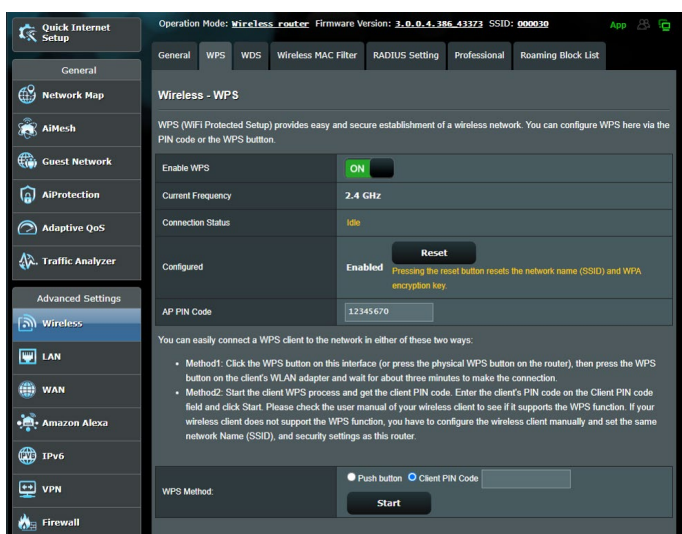 Quick Internet
Setup
Operation Mode: Wireless router Firmware Version: 3.0.0.4.386_43373 SSID: 000030
App
General
WPS
WDS
Wireless MAC Filter
RADIUS Setting
Professional
Roaming Block List
General
Network Map
AiMesh
Guest Network
AiProtection
Adaptive QoS
Traffic Analyzer
Advanced Settings
Wireless
LAN
WAN
Amazon Alexa
IPv6
VPN
Firewall
Wireless - WPS
WPS (WiFi Protected Setup) provides easy and secure establishment of a wireless network. You can configure WPS here via the
PIN code or the WPS buttton.
Enable WPS
ON
Current Frequency
2.4 GHz
Connection Status
Idle
Configured
Enabled
Reset
Pressing the reset button resets the network name (SSID) and WPA
encryption key.
AP PIN Code
12345670
You can easily connect a WPS client to the network in either of these two ways:
• Method1: Click the WPS button on this interface (or press the physical WPS button on the router), then press the WPS
button on the client's WLAN adapter and wait for about three minutes to make the connection.
• Method2: Start the client WPS process and get the client PIN code. Enter the client's PIN code on the Client PIN code
field and click Start. Please check the user manual of your wireless client to see if it supports the WPS function. If your
wireless client does not support the WPS function, you have to configure the wireless client manually and set the same
network Name (SSID), and security settings as this router.
WPS Method:
Push button
Client PIN Code
Start